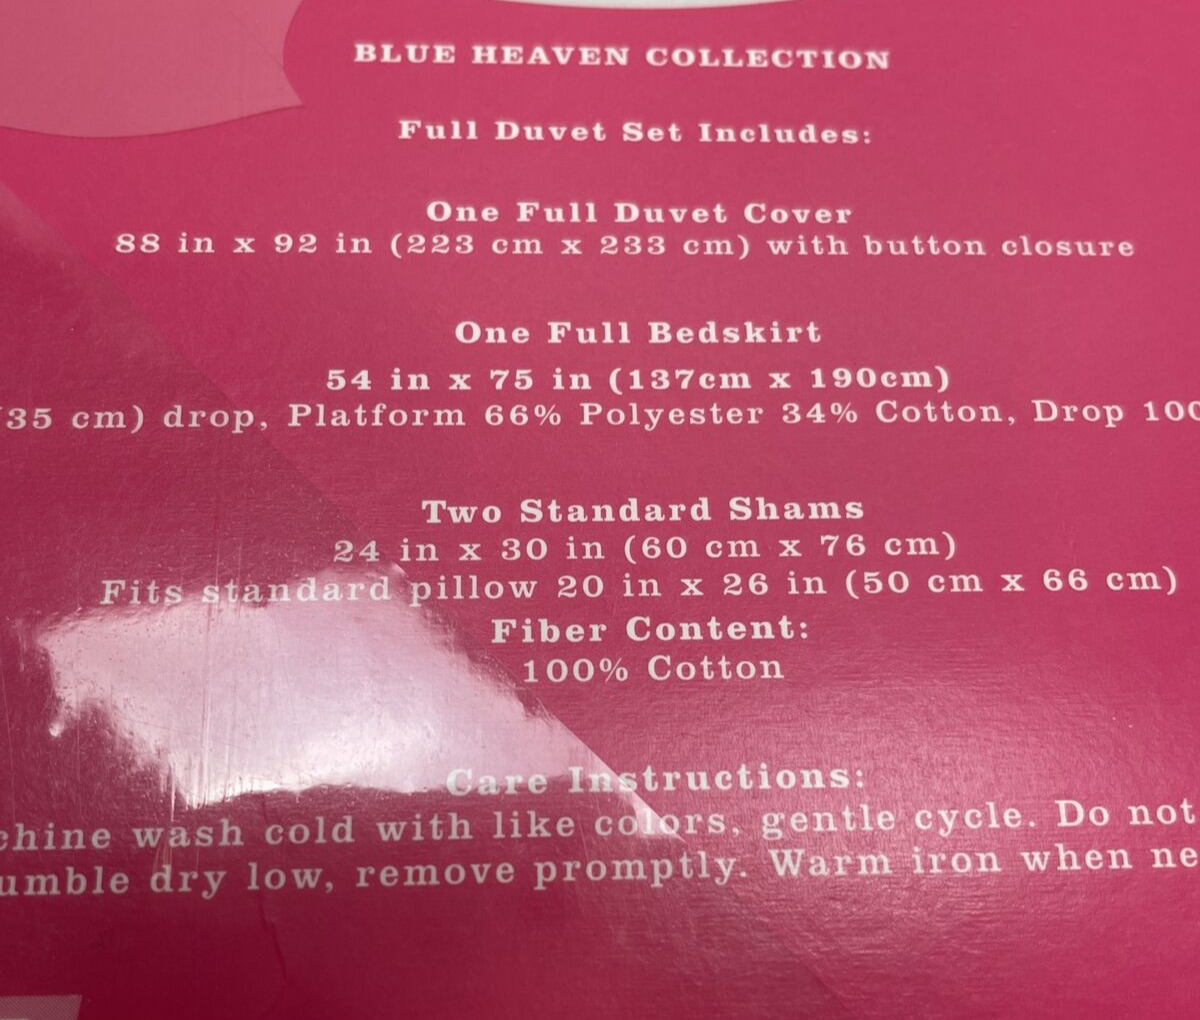 BLUE HEAVEN COLLECTION
Full Duvet Set Includes:
One Full Duvet Cover
88 in x 92 in (223 cm x 233 cm) with button closure
One Full Bedskirt
54 in x 75 in (137cm x 190cm)
35 cm) drop, Platform 66% Polyester 34% Cotton, Drop
Two Standard Shams
24 in x 30 in (60 cm x 76 cm)
Fits standard pillow 20 in x 26 in (50 cm x 66 cm)
Fiber Content:
100% Cotton
Care Instructions:
wash cold with like colors, gentle cycle. Do not
dry low, remove promptly. Warm iron when